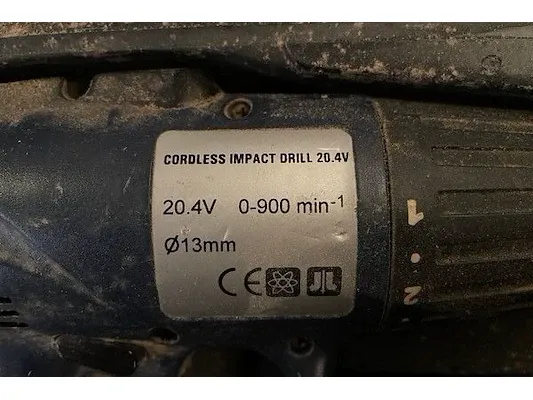 CORDLESS IMPACT DRILL 20.4V
20.4V 0-900 min-1
Ø13mm
CE
1 · 2